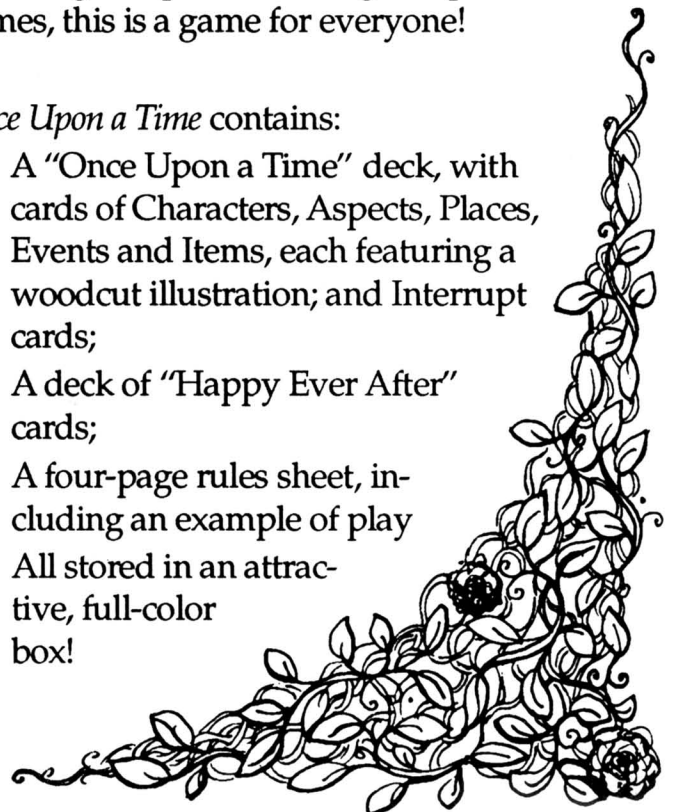 this is a game for everyone!
Upon a Time contains:
A “Once Upon a Time” deck, with
cards of Characters, Aspects, Places,
Events and Items, each featuring a
woodcut illustration; and Interrupt
cards;
A deck of “Happy Ever After”
cards;
A four-page rules sheet, in-
cluding an example of play
All stored in an attrac-
tive, full-color
box!